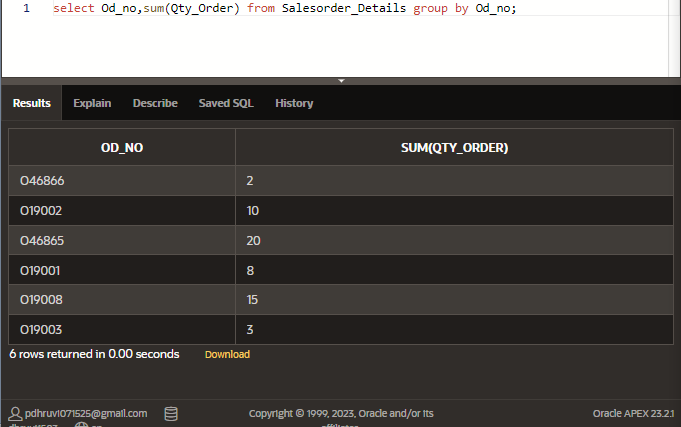 1 select Od_no,sum(Qty_Order) from Salesorder_Details group by Od_no;
Results Explain Describe Saved SQL History
OD_NO SUM(QTY_ORDER)
O46866 2
O19002 10
O46865 20
O19001 8
O19008 15
O19003 3
6 rows returned in 0.00 seconds Download
pdhruv1071525@gmail.com Copyright © 1999, 2023, Oracle and/or its Oracle APEX 23.2.1